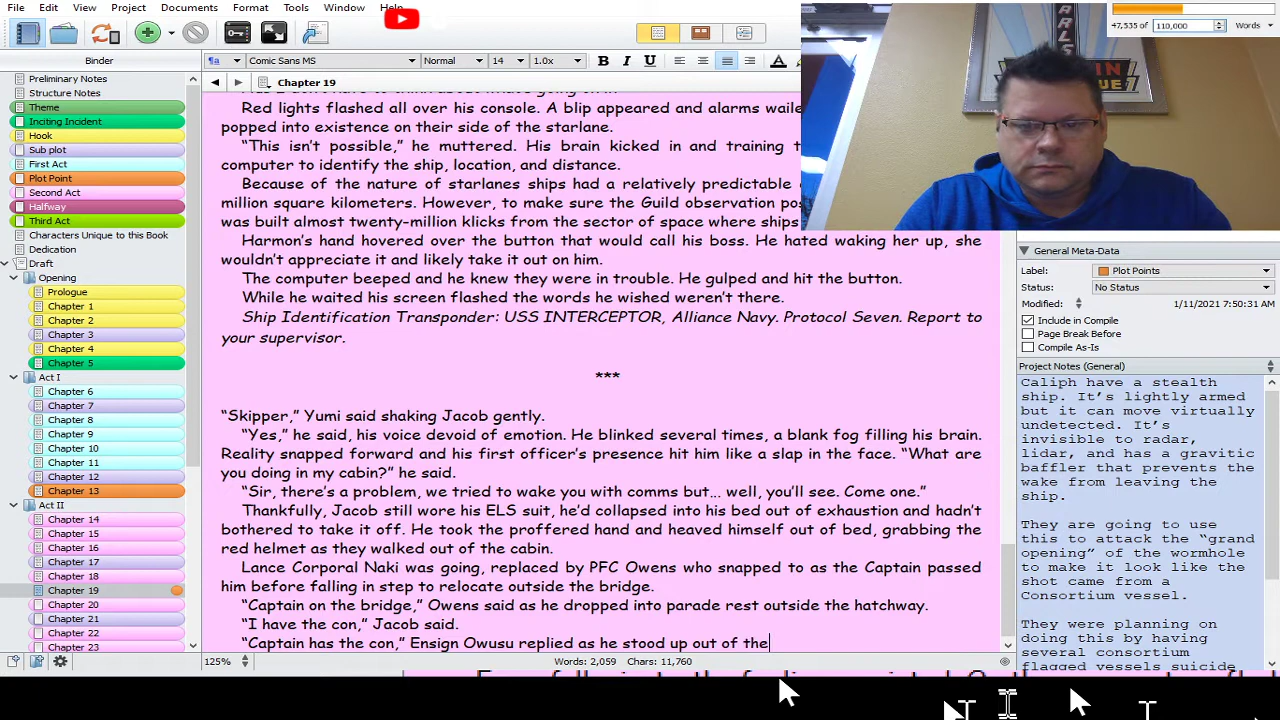 File Edit View Project Documents Format Tools Window Help
47,535 of 110,000 Words
Binder
Comic Sans MS Normal 14 1.0x B I U A
Chapter 19
Preliminary Notes
Structure Notes
Theme
Inciting Incident
Hook
Sub plot
First Act
Plot Point
Second Act
Halfway
Third Act
Characters Unique to this Book
Dedication
Draft
Opening
Prologue
Chapter 1
Chapter 2
Chapter 3
Chapter 4
Chapter 5
Act I
Chapter 6
Chapter 7
Chapter 8
Chapter 9
Chapter 10
Chapter 11
Chapter 12
Chapter 13
Act II
Chapter 14
Chapter 15
Chapter 16
Chapter 17
Chapter 18
Chapter 19
Chapter 20
Chapter 21
Chapter 22
Chapter 23
Red lights flashed all over his console. A blip appeared and alarms
popped into existence on their side of the starlane.
“This isn’t possible,” he muttered. His brain kicked in and training
computer to identify the ship, location, and distance.
Because of the nature of starlanes ships had a relatively predictable
million square kilometers. However, to make sure the Guild observation
was built almost twenty-million klicks from the sector of space where ships
Harmon’s hand hovered over the button that would call his boss. He hated waking her up, she
wouldn’t appreciate it and likely take it out on him.
The computer beeped and he knew they were in trouble. He gulped and hit the button.
While he waited his screen flashed the words he wished weren’t there.
Ship Identification Transponder: USS INTERCEPTOR, Alliance Navy. Protocol Seven. Report to
your supervisor.
***
“Skipper,” Yumi said shaking Jacob gently.
“Yes,” he said, his voice devoid of emotion. He blinked several times, a blank fog filling his brain.
Reality snapped forward and his first officer’s presence hit him like a slap in the face. “What are
you doing in my cabin?” he said.
“Sir, there’s a problem, we tried to wake you with comms but... well, you’ll see. Come one.”
Thankfully, Jacob still wore his ELS suit, he’d collapsed into his bed out of exhaustion and hadn’t
bothered to take it off. He took the proffered hand and heaved himself out of bed, grabbing the
red helmet as they walked out of the cabin.
Lance Corporal Naki was going, replaced by PFC Owens who snapped to as the Captain passed
him before falling in step to relocate outside the bridge.
“Captain on the bridge,” Owens said as he dropped into parade rest outside the hatchway.
“I have the con,” Jacob said.
“Captain has the con,” Ensign Owusu replied as he stood up out of the
125% Words: 2,059 Chars: 11,760
General Meta-Data
Label: Plot Points
Status: No Status
Modified: 1/11/2021 7:50:31 AM
Include in Compile
Page Break Before
Compile As-Is
Project Notes (General)
Caliph have a stealth
ship. It’s lightly armed
but it can move virtually
undetected. It’s
invisible to radar,
lidar, and has a gravitic
baffler that prevents the
wake from leaving the
ship.
They are going to use
this to attack the “grand
opening” of the wormhole
to make it look like the
shot came from a
Consortium vessel.
They were planning on
doing this by having
several consortium
flagged vessels suicide